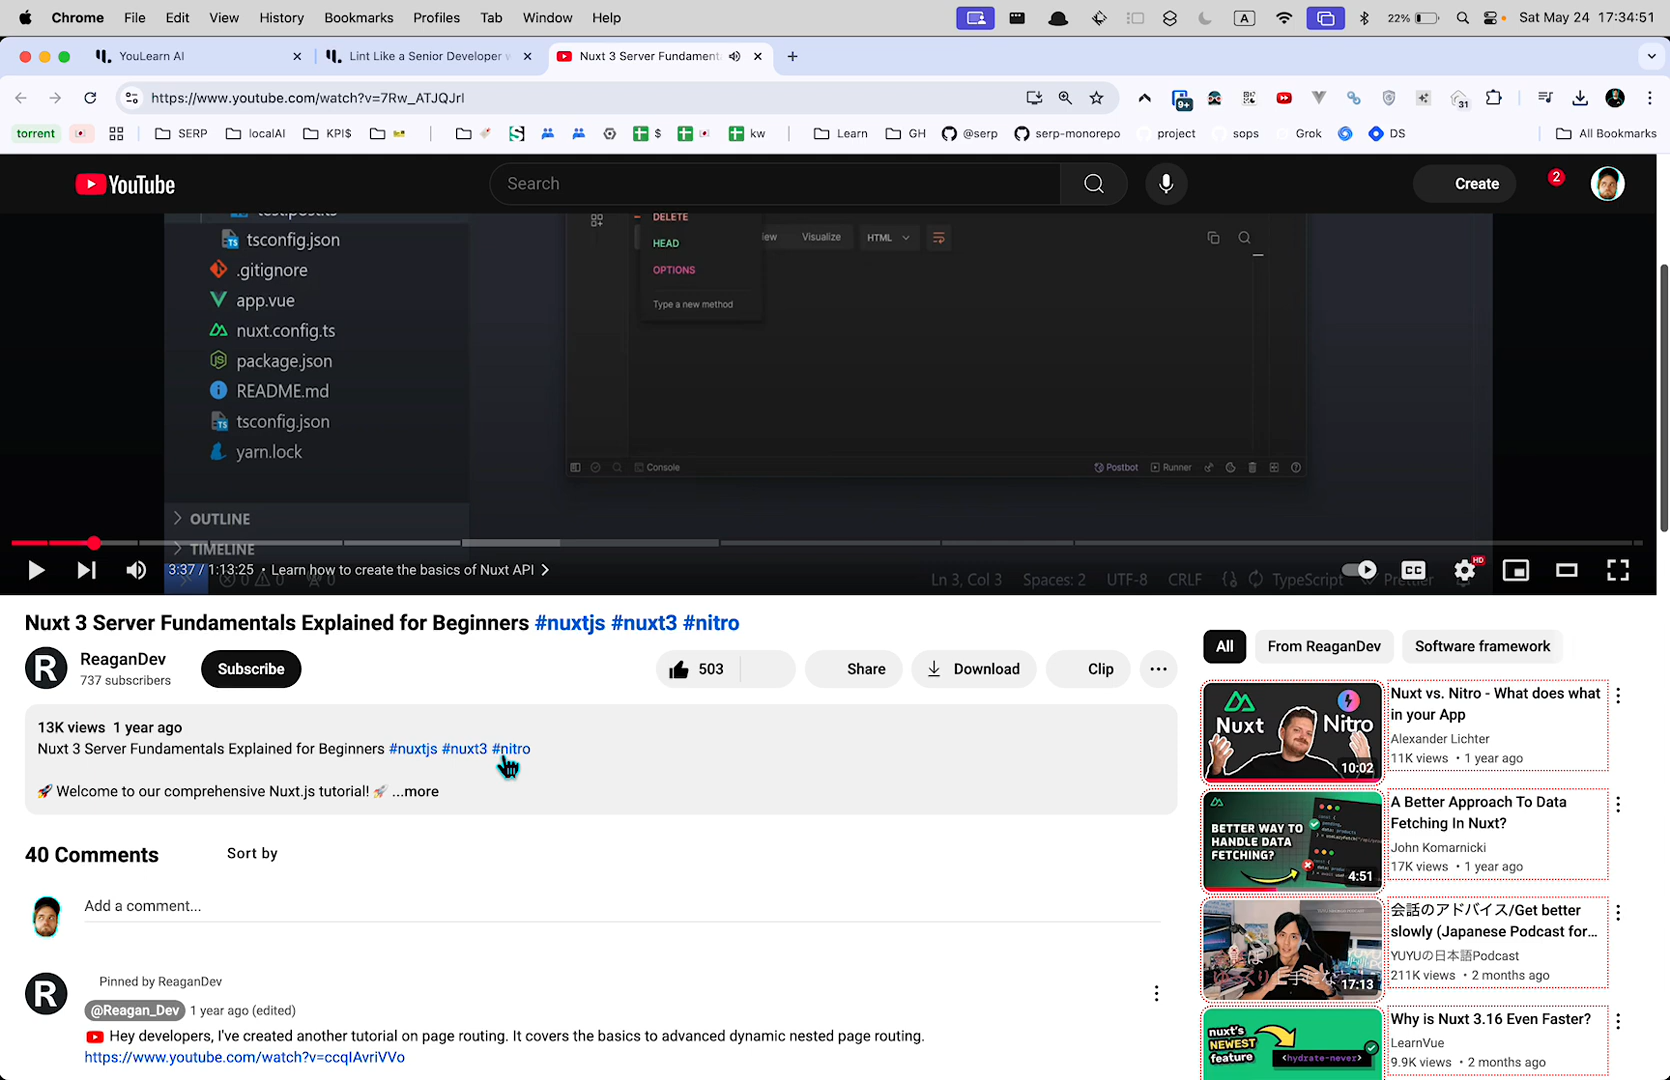 Chrome File Edit View History Bookmarks Profiles Tab Window Help
A 22% Sat May 24 17:34:51
YouLearn AI
Lint Like a Senior Developer w
Nuxt 3 Server Fundament
https://www.youtube.com/watch?v=7Rw_ATJQJrI
9+ 31
torrent SERP localAI KPI$ $ kw Learn GH @serp serp-monorepo project sops Grok DS All Bookmarks
YouTube
Search
Create
2
test.post.ts
tsconfig.json
.gitignore
app.vue
nuxt.config.ts
package.json
README.md
tsconfig.json
yarn.lock
OUTLINE
TIMELINE
DELETE
HEAD
OPTIONS
Type a new method
iew Visualize HTML
Console
Postbot Runner
3:37 / 1:13:25 • Learn how to create the basics of Nuxt API
Ln 3, Col 3 Spaces: 2 UTF-8 CRLF {} TypeScript Prettier
CC HD
Nuxt 3 Server Fundamentals Explained for Beginners #nuxtjs #nuxt3 #nitro
R
ReaganDev
737 subscribers
Subscribe
503
Share
Download
Clip
13K views 1 year ago
Nuxt 3 Server Fundamentals Explained for Beginners #nuxtjs #nuxt3 #nitro
🚀 Welcome to our comprehensive Nuxt.js tutorial! 🚀 ...more
40 Comments
Sort by
Add a comment...
R
Pinned by ReaganDev
@Reagan_Dev 1 year ago (edited)
Hey developers, I've created another tutorial on page routing. It covers the basics to advanced dynamic nested page routing.
https://www.youtube.com/watch?v=ccqIAvriVVo
All
From ReaganDev
Software framework
Nuxt Nitro
10:02
Nuxt vs. Nitro - What does what
in your App
Alexander Lichter
11K views • 1 year ago
BETTER WAY TO
HANDLE DATA
FETCHING?
4:51
A Better Approach To Data
Fetching In Nuxt?
John Komarnicki
17K views • 1 year ago
17:13
会話のアドバイス/Get better
slowly (Japanese Podcast for...
YUYUの日本語Podcast
211K views • 2 months ago
nuxt's
NEWEST
feature
<hydrate-never>
Why is Nuxt 3.16 Even Faster?
LearnVue
9.9K views • 2 months ago